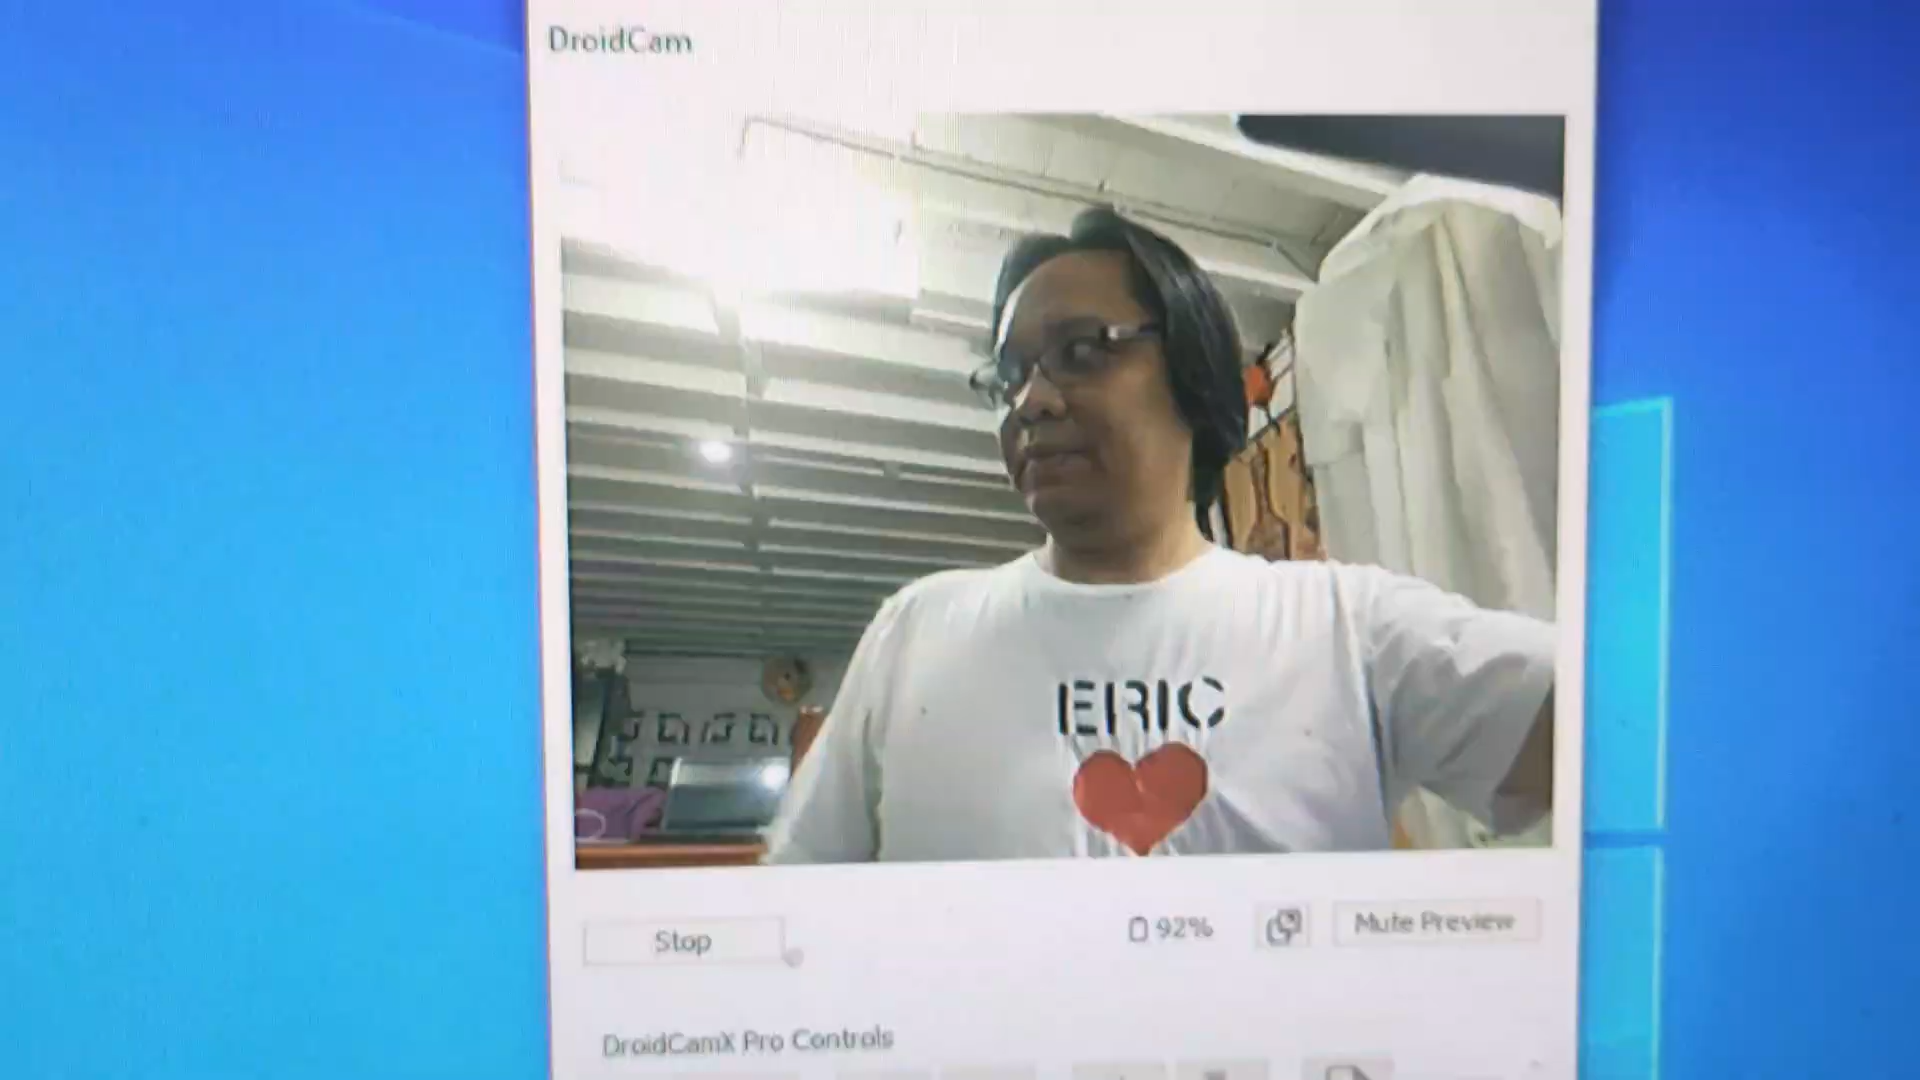 DroidCam
ERIC
Stop
92%
Mute Preview
DroidCamX Pro Controls